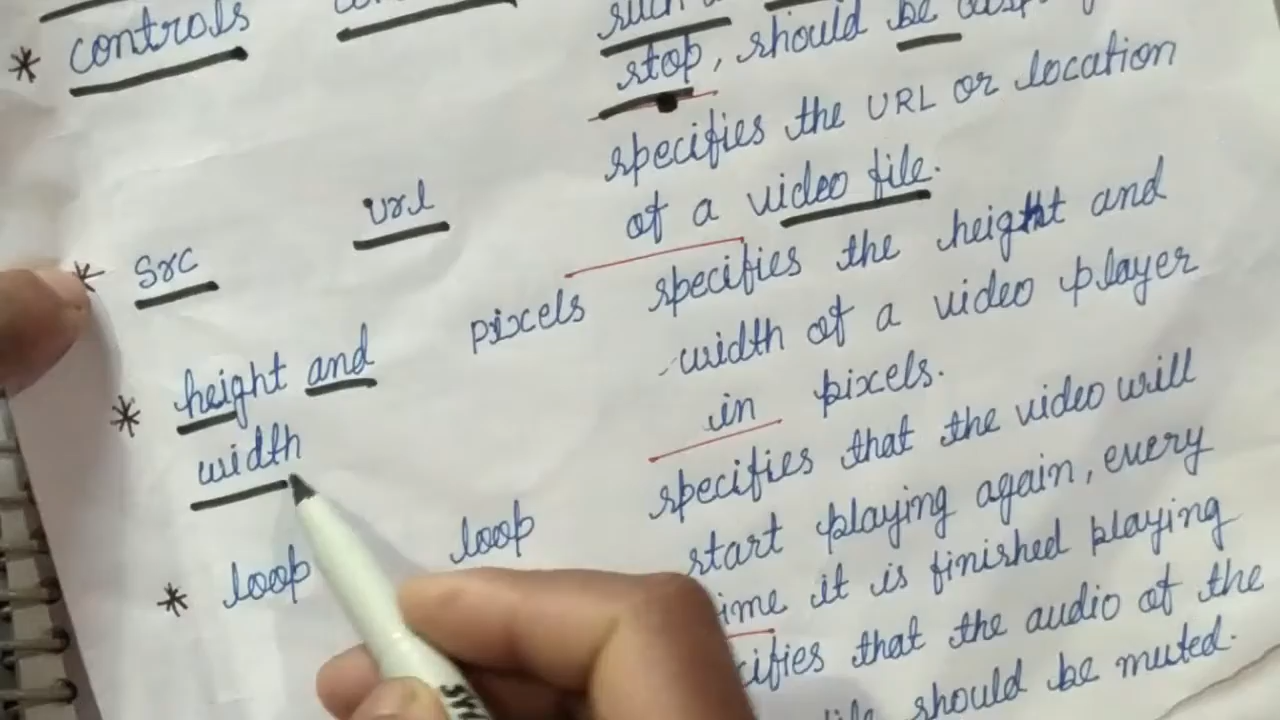 * controls
such
stop, should be
specifies the URL or location
* src url of a video file.
specifies the height and
* height and pixels width of a video player
width in pixels.
specifies that the video will
* loop loop start playing again, every
it is finished playing
that the audio of the
should be muted.